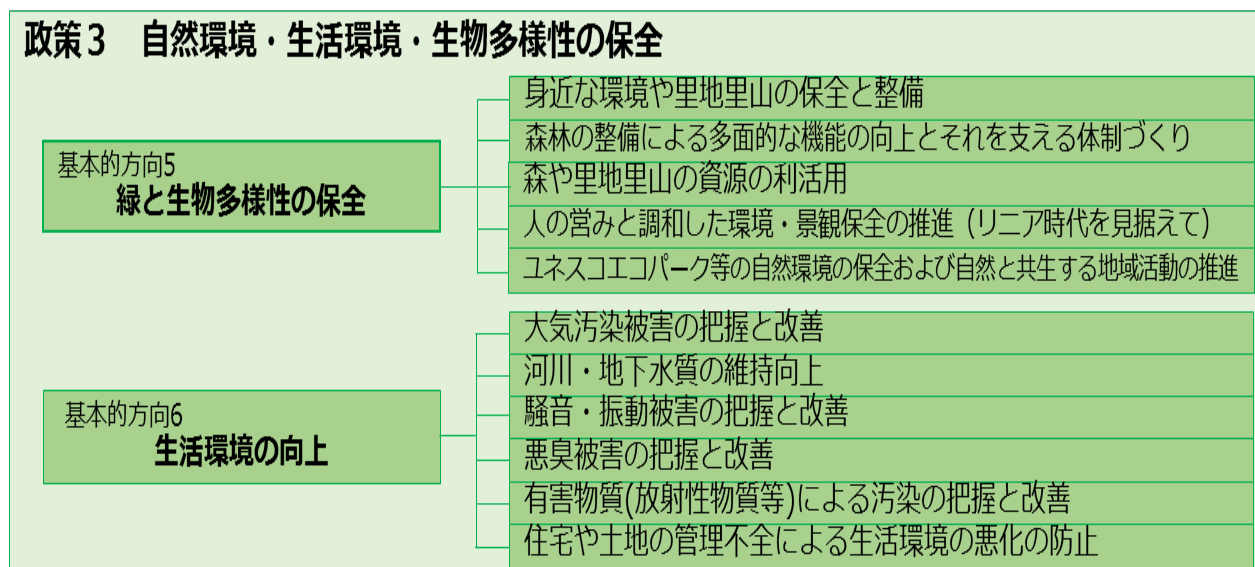 政策３　自然環境・生活環境・生物多様性の保全
基本的方向5
緑と生物多様性の保全
身近な環境や里地里山の保全と整備
森林の整備による多面的な機能の向上とそれを支える体制づくり
森や里地里山の資源の利活用
人の営みと調和した環境・景観保全の推進（リニア時代を見据えて）
ユネスコエコパーク等の自然環境の保全および自然と共生する地域活動の推進
基本的方向6
生活環境の向上
大気汚染被害の把握と改善
河川・地下水質の維持向上
騒音・振動被害の把握と改善
悪臭被害の把握と改善
有害物質(放射性物質等)による汚染の把握と改善
住宅や土地の管理不全による生活環境の悪化の防止